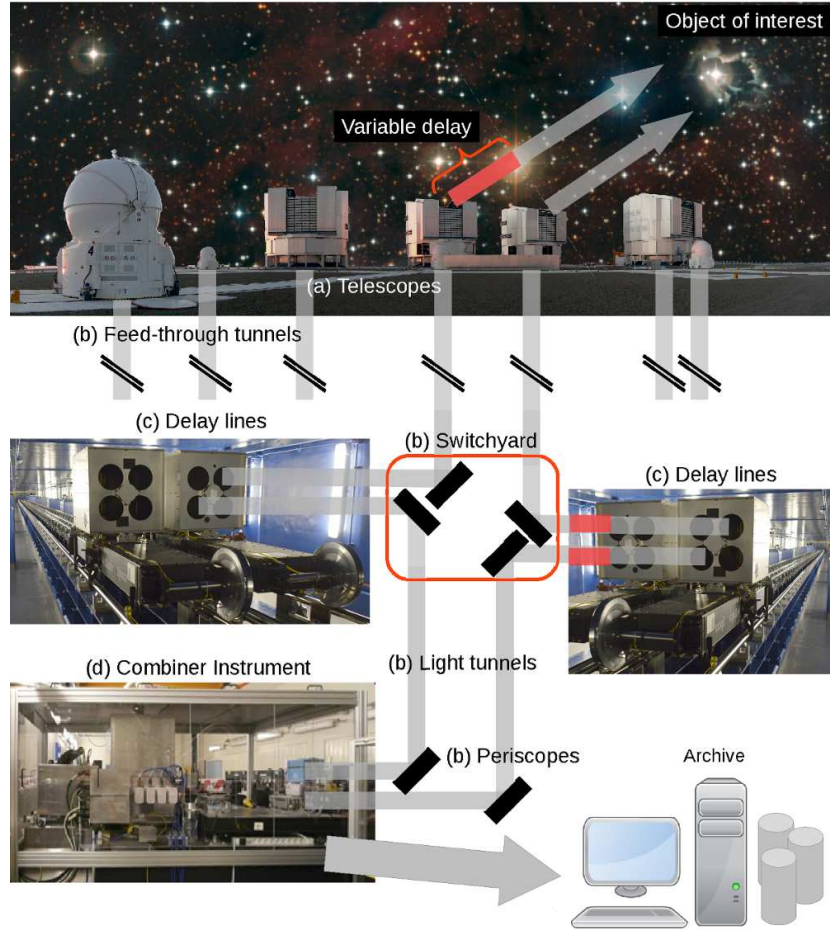 Object of interest
Variable delay
4
(a) Telescopes
(b) Feed-through tunnels
(c) Delay lines
(b) Switchyard
(c) Delay lines
(d) Combiner Instrument
(b) Light tunnels
(b) Periscopes
Archive